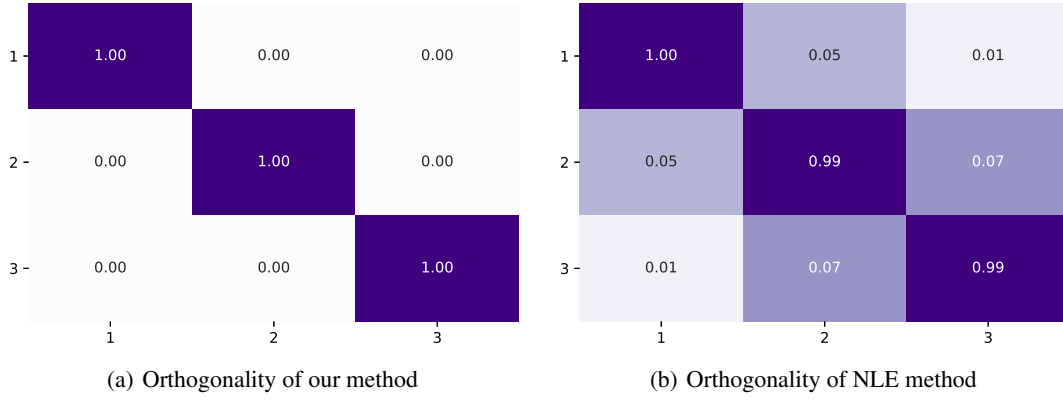 1 1.00 0.00 0.00
2 0.00 1.00 0.00
3 0.00 0.00 1.00
1 2 3
(a) Orthogonality of our method
1 1.00 0.05 0.01
2 0.05 0.99 0.07
3 0.01 0.07 0.99
1 2 3
(b) Orthogonality of NLE method